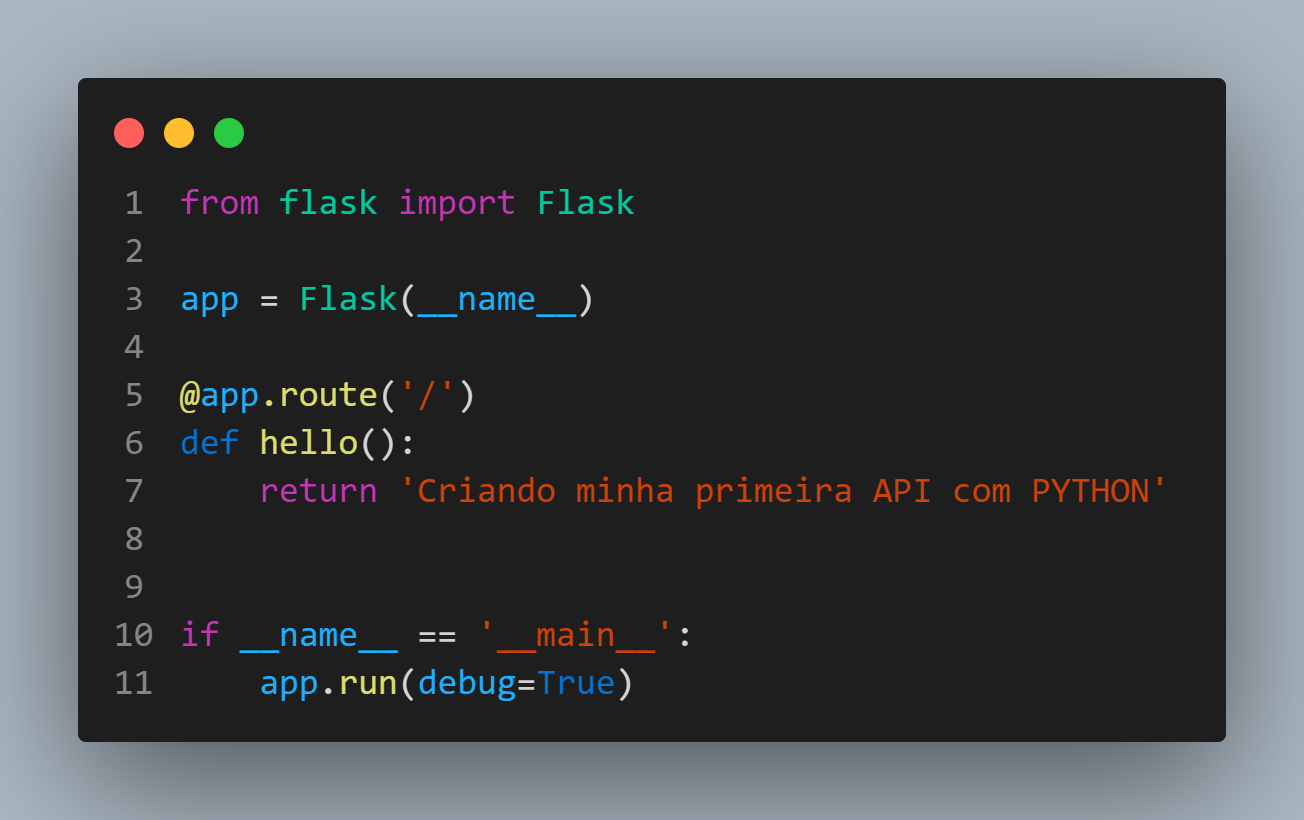 1 from flask import Flask
2
3 app = Flask(__name__)
4
5 @app.route('/')
6 def hello():
7     return 'Criando minha primeira API com PYTHON'
8
9
10 if __name__ == '__main__':
11     app.run(debug=True)